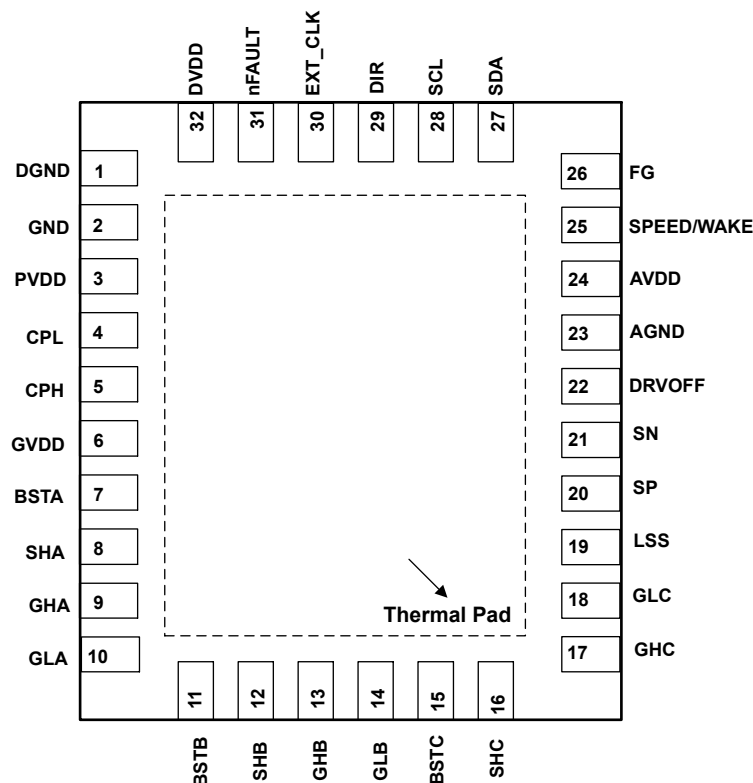 DVDD
nFAULT
EXT_CLK
DIR
SCL
SDA
32
31
30
29
28
27
DGND 1
GND 2
PVDD 3
CPL 4
CPH 5
GVDD 6
BSTA 7
SHA 8
GHA 9
GLA 10
26 FG
25 SPEED/WAKE
24 AVDD
23 AGND
22 DRVOFF
21 SN
20 SP
19 LSS
18 GLC
17 GHC
Thermal Pad
11
12
13
14
15
16
BSTB
SHB
GHB
GLB
BSTC
SHC